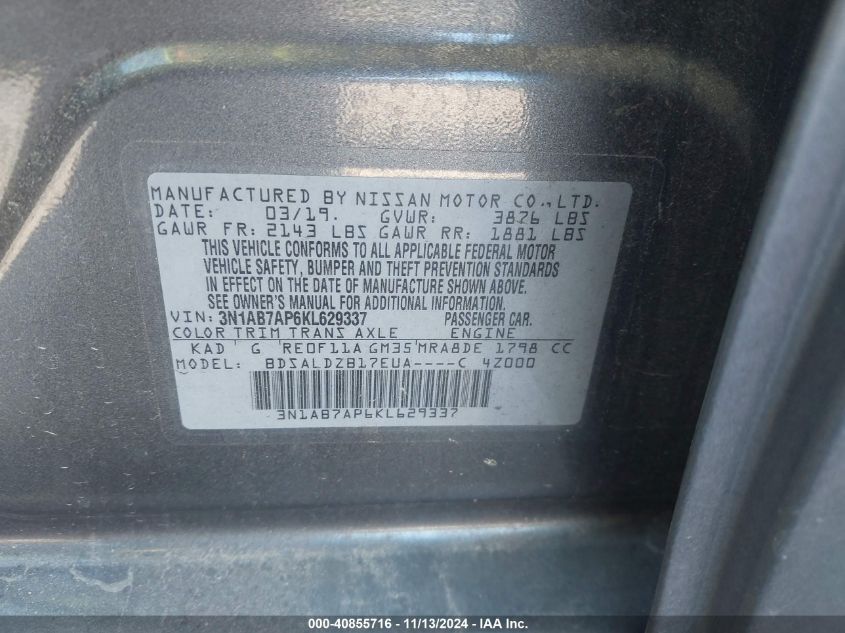 MANUFACTURED BY NISSAN MOTOR CO., LTD.
DATE: 03/19. GVWR: 3876 LBS
GAWR FR: 2143 LBS GAWR RR: 1881 LBS
THIS VEHICLE CONFORMS TO ALL APPLICABLE FEDERAL MOTOR
VEHICLE SAFETY, BUMPER AND THEFT PREVENTION STANDARDS
IN EFFECT ON THE DATE OF MANUFACTURE SHOWN ABOVE.
SEE OWNER'S MANUAL FOR ADDITIONAL INFORMATION
VIN: 3N1AB7AP6KL629337 PASSENGER CAR.
COLOR TRIM TRANS AXLE ENGINE
KAD G RE0F11A GM35 MRA8DE 1798 CC
MODEL: BDSALDZB17EUA----C 4Z000
3N1AB7AP6KL629337
000-40855716 - 11/13/2024 - IAA Inc.